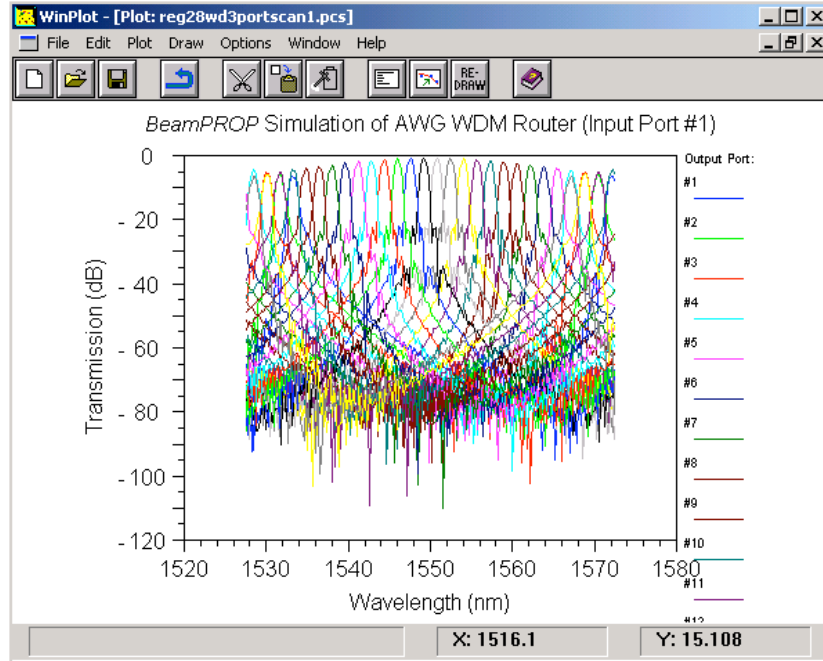 WinPlot - [Plot: reg28wd3portscan1.pcs]
File Edit Plot Draw Options Window Help
RE-
DRAW
BeamPROP Simulation of AWG WDM Router (Input Port #1)
Output Port:
#1
#2
#3
#4
#5
#6
#7
#8
#9
#10
#11
#12
Transmission (dB)
0
- 20
- 40
- 60
- 80
- 100
- 120
1520 1530 1540 1550 1560 1570 1580
Wavelength (nm)
X: 1516.1 Y: 15.108